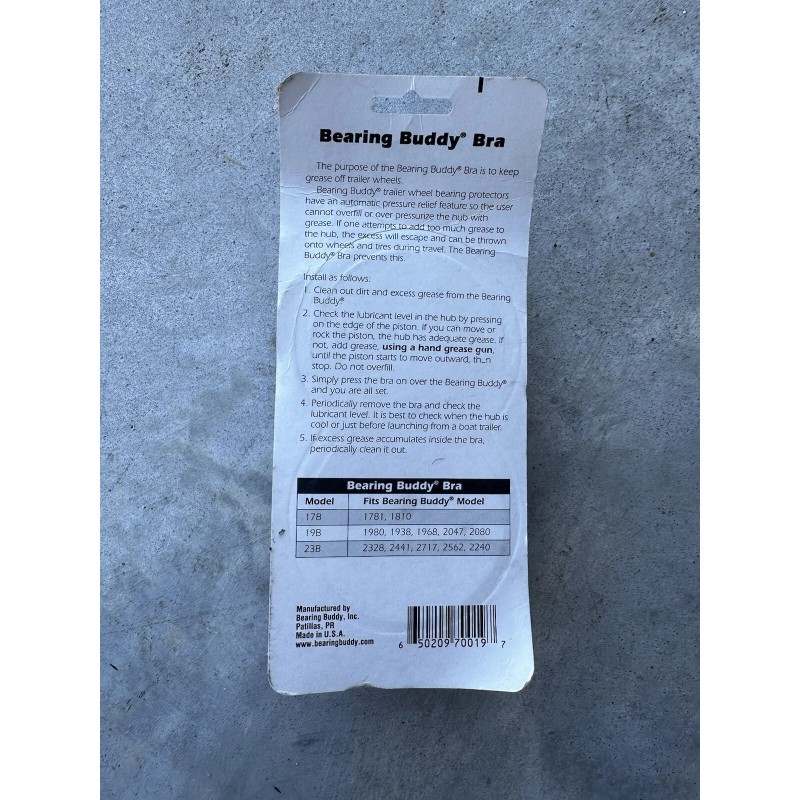 Bearing Buddy® Bra
The purpose of the Bearing Buddy® Bra is to keep
grease off trailer wheels.
Bearing Buddy® trailer wheel bearing protectors
have an automatic pressure relief feature so the user
cannot overfill or over pressurize the hub with
grease. If one attempts to add too much grease to
the hub, the excess will escape and can be thrown
onto wheels and tires during travel. The Bearing
Buddy® Bra prevents this.
Install as follows:
1. Clean out dirt and excess grease from the Bearing
Buddy®
2. Check the lubricant level in the hub by pressing
on the edge of the piston. If you can move or
rock the piston, the hub has adequate grease. If
not, add grease, using a hand grease gun,
until the piston starts to move outward,
stop. Do not overfill.
3. Simply press the bra on over the Bearing Buddy®
and you are all set.
4. Periodically remove the bra and check the
lubricant level. It is best to check when the hub is
cool or just before launching from a boat trailer.
5. If excess grease accumulates inside the bra,
periodically clean it out.
Bearing Buddy® Bra
Model Fits Bearing Buddy® Model
17B 1781, 1810
19B 1980, 1938, 1968, 2047, 2080
23B 2328, 2441, 2717, 2562, 2240
Manufactured by
Bearing Buddy, Inc.
Patillas, PR
Made in U.S.A.
www.bearingbuddy.com
6 50209 70019 7